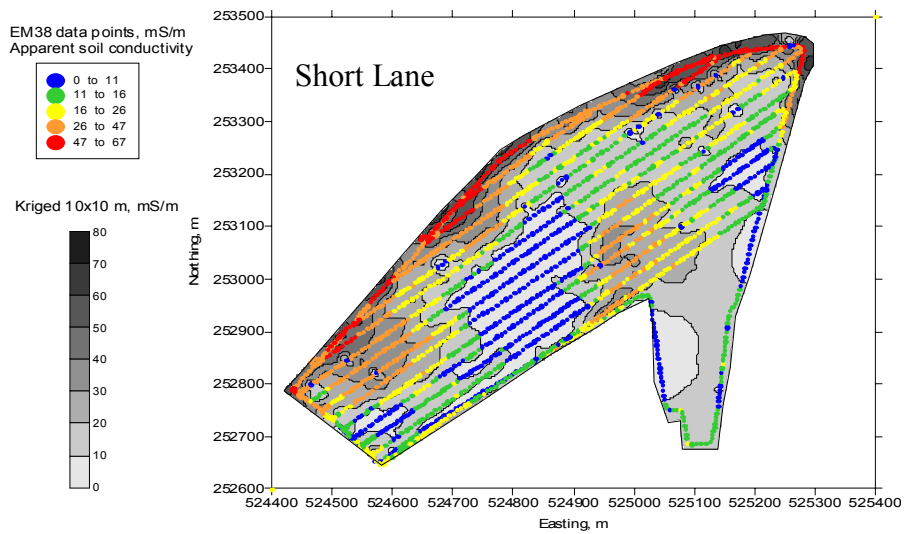 EM38 data points, mS/m
Apparent soil conductivity
0 to 11
11 to 16
16 to 26
26 to 47
47 to 67
Kriged 10x10 m, mS/m
80
70
60
50
40
30
20
10
0
Short Lane
253500
253400
253300
253200
253100
253000
252900
252800
252700
252600
Nothing, m
524400 524500 524600 524700 524800 524900 525000 525100 525200 525300 525400
Easting, m